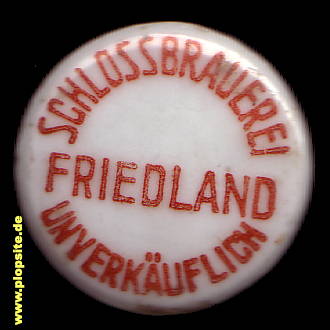 SCHLOSSBRAUEREI
FRIEDLAND
UNVERKÄUFLICH
© www.plopsite.de